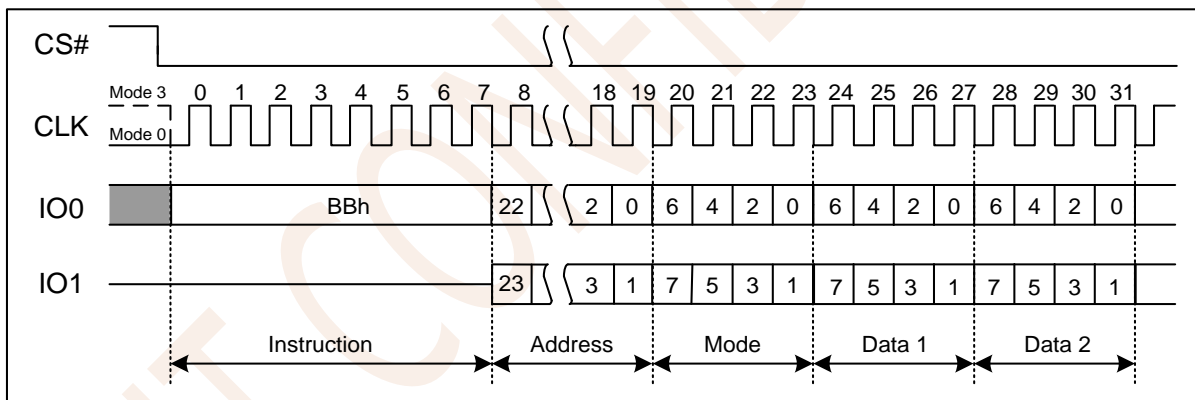 CS#
Mode 3 0 1 2 3 4 5 6 7 8 18 19 20 21 22 23 24 25 26 27 28 29 30 31
CLK
Mode 0
IO0 BBh 22 2 0 6 4 2 0 6 4 2 0 6 4 2 0
IO1 23 3 1 7 5 3 1 7 5 3 1 7 5 3 1
Instruction Address Mode Data 1 Data 2